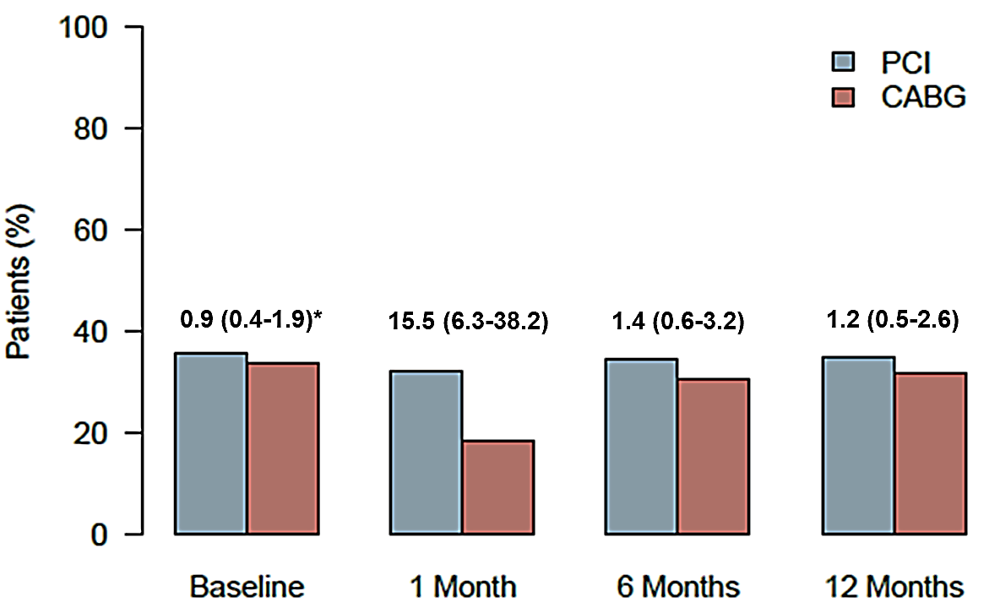 100
80
60
40
20
0
Patients (%)
PCI
CABG
0.9 (0.4-1.9)*
15.5 (6.3-38.2)
1.4 (0.6-3.2)
1.2 (0.5-2.6)
Baseline
1 Month
6 Months
12 Months